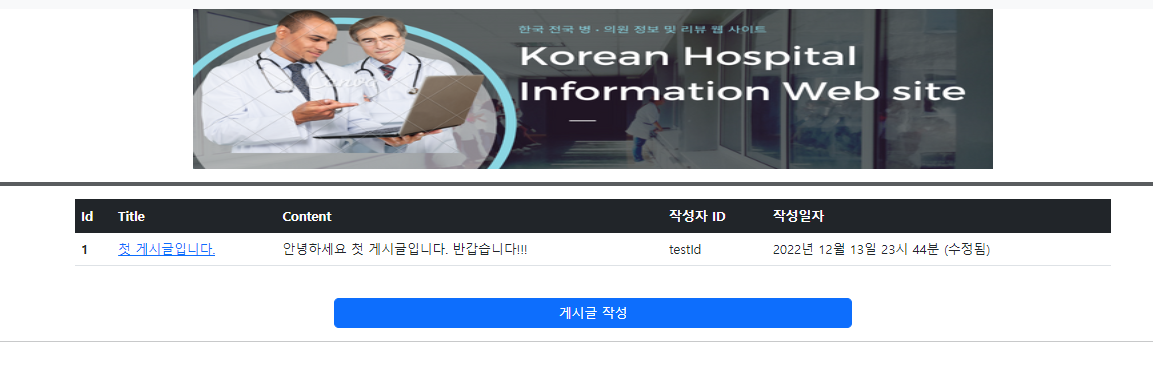 한국 전국 병 · 의원 정보 및 리뷰 웹 사이트
Korean Hospital
Information Web site
Canva
Id Title Content 작성자 ID 작성일자
1 첫 게시글입니다. 안녕하세요 첫 게시글입니다. 반갑습니다!!! testId 2022년 12월 13일 23시 44분 (수정됨)
게시글 작성